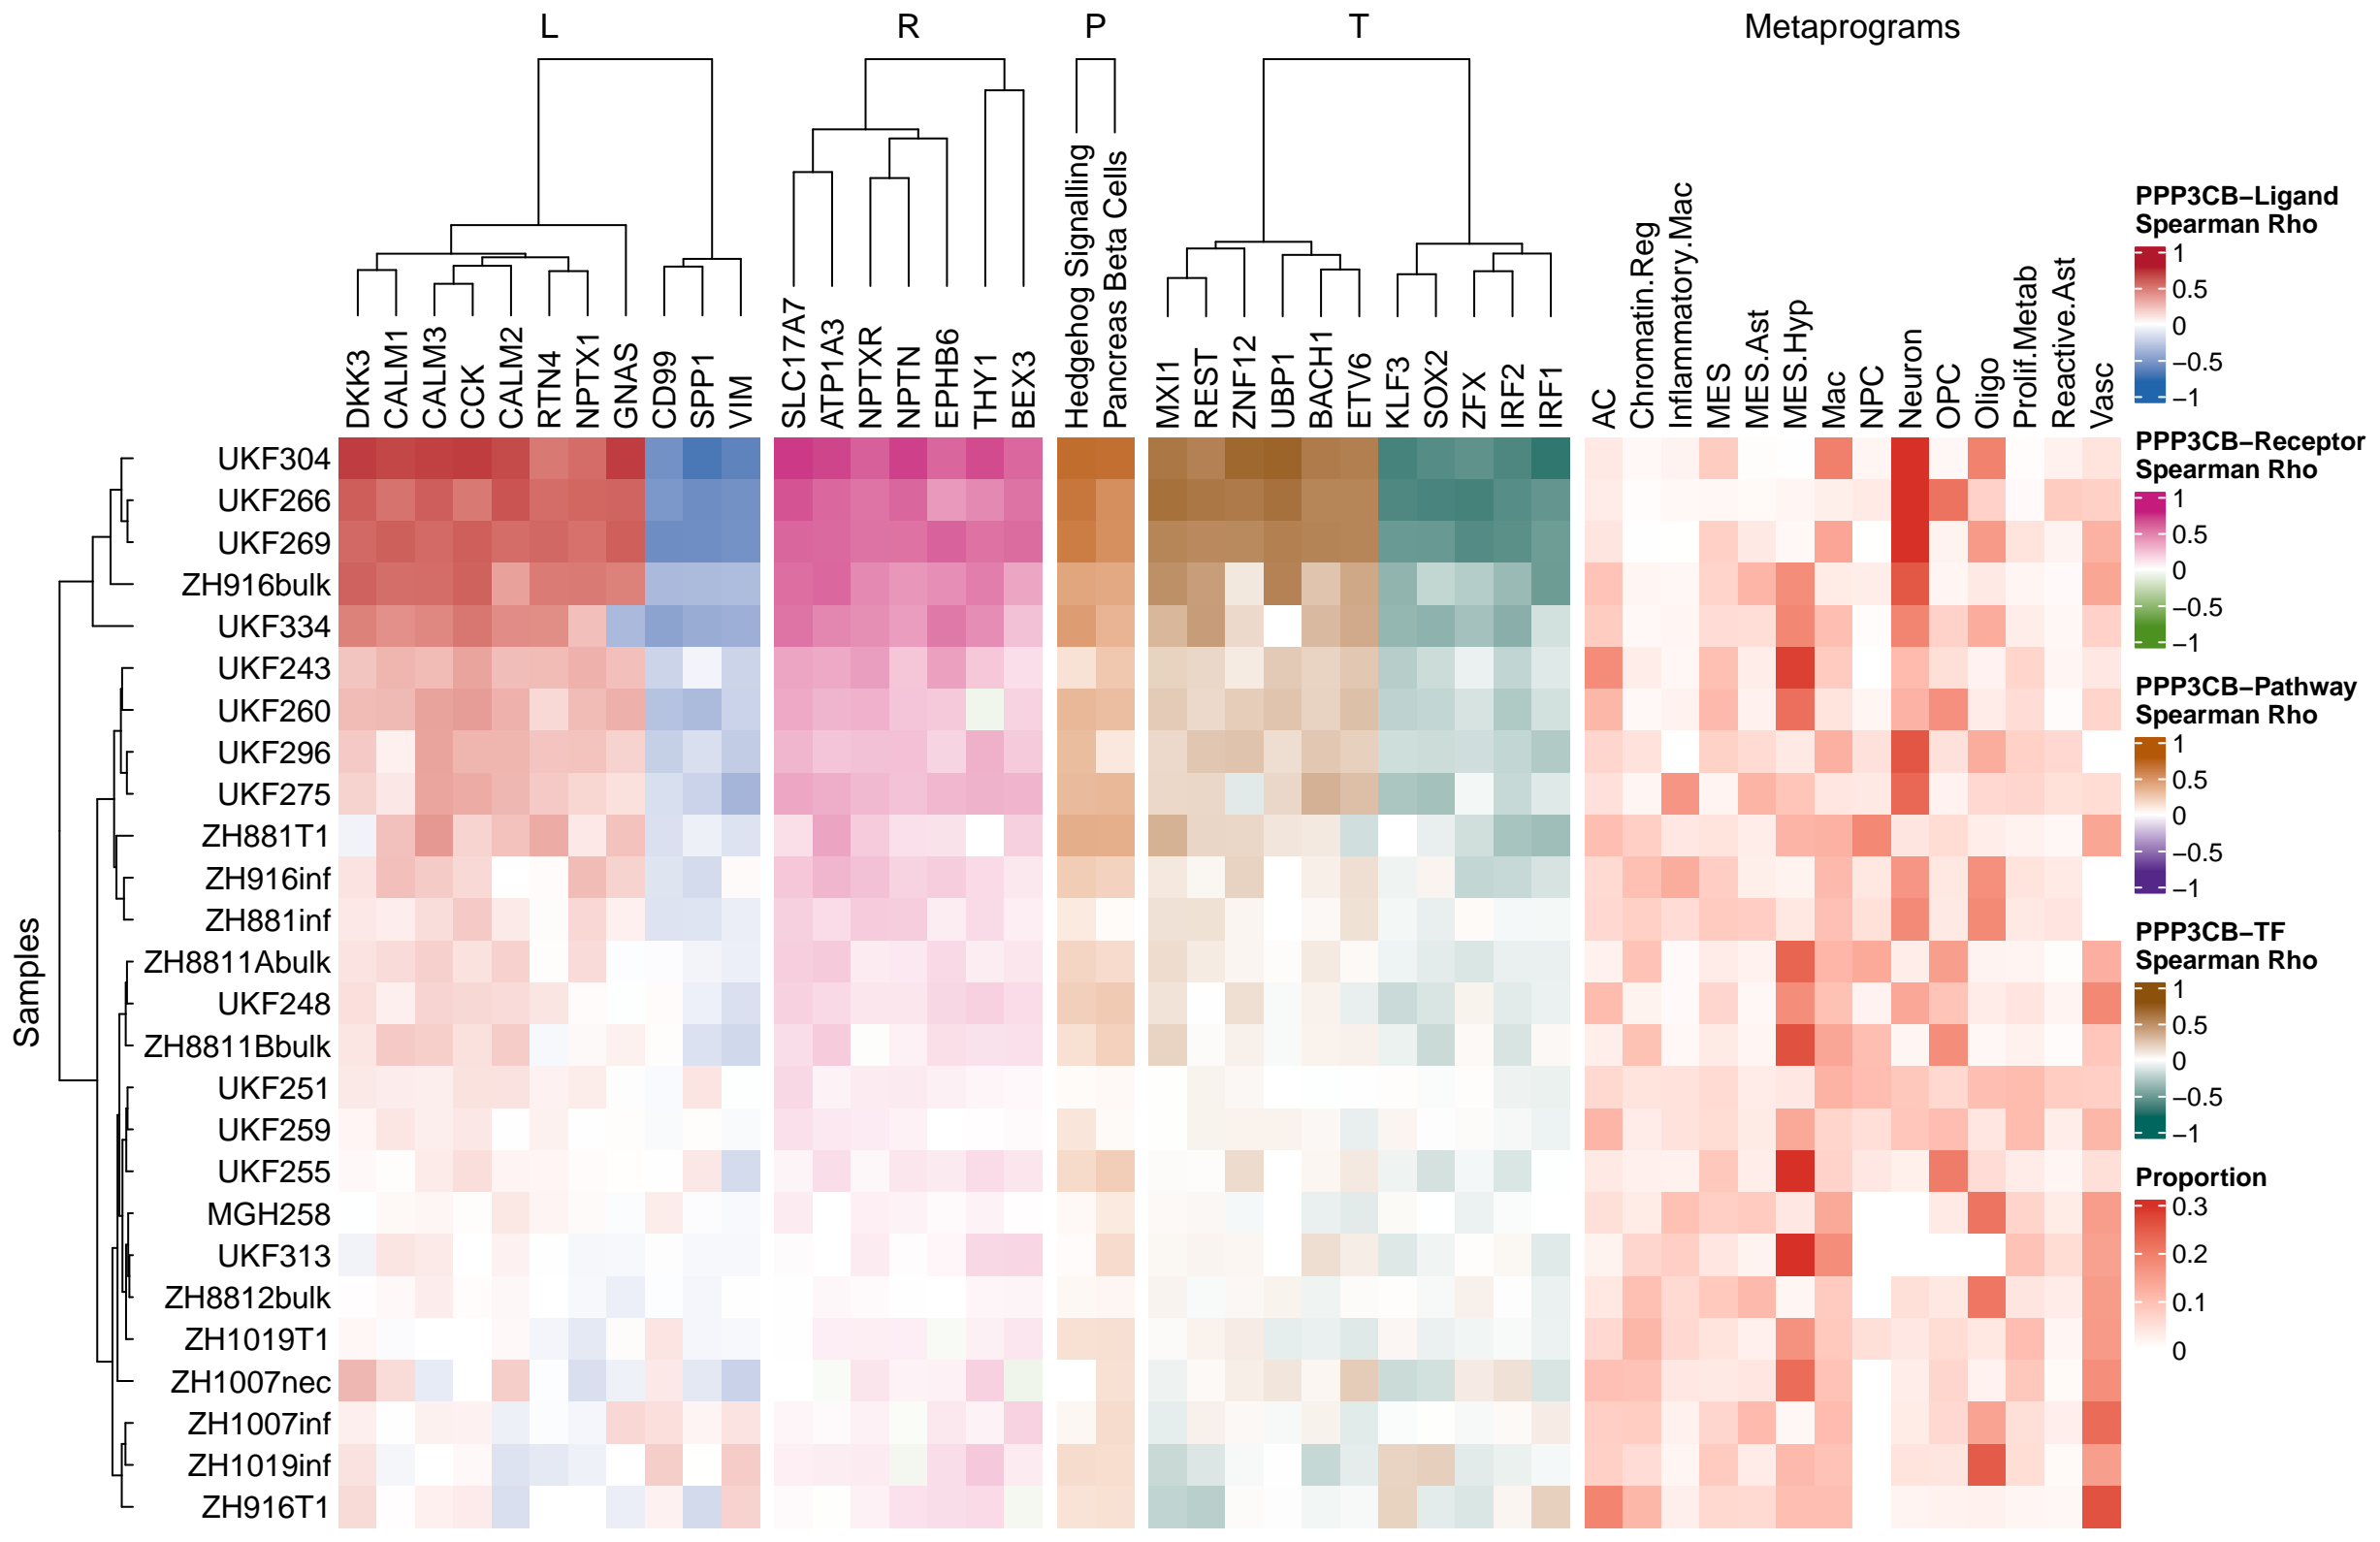 L
R
P
T
Metaprograms
DKK3
CALM1
CALM3
CCK
CALM2
RTN4
NPTX1
GNAS
CD99
SPP1
VIM
SLC17A7
ATP1A3
NPTXR
NPTN
EPHB6
THY1
BEX3
Hedgehog Signalling
Pancreas Beta Cells
MXI1
REST
ZNF12
UBP1
BACH1
ETV6
KLF3
SOX2
ZFX
IRF2
IRF1
AC
Chromatin.Reg
Inflammatory.Mac
MES
MES.Ast
MES.Hyp
Mac
NPC
Neuron
OPC
Oligo
Prolif.Metab
Reactive.Ast
Vasc
Samples
UKF304
UKF266
UKF269
ZH916bulk
UKF334
UKF243
UKF260
UKF296
UKF275
ZH881T1
ZH916inf
ZH881inf
ZH8811Abulk
UKF248
ZH8811Bbulk
UKF251
UKF259
UKF255
MGH258
UKF313
ZH8812bulk
ZH1019T1
ZH1007nec
ZH1007inf
ZH1019inf
ZH916T1
PPP3CB−Ligand
Spearman Rho
1
0.5
0
−0.5
−1
PPP3CB−Receptor
Spearman Rho
1
0.5
0
−0.5
−1
PPP3CB−Pathway
Spearman Rho
1
0.5
0
−0.5
−1
PPP3CB−TF
Spearman Rho
1
0.5
0
−0.5
−1
Proportion
0.3
0.2
0.1
0